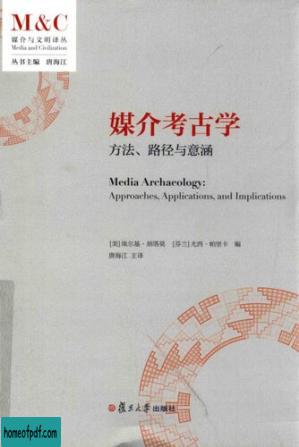 M&C
媒介与文明译丛
Media and Civilization
丛书主编 唐海江
媒介考古学
方法、路径与意涵
Media Archaeology:
Approaches, Applications, and Implications
[美]埃尔基·胡塔莫 [芬兰]尤西·帕里卡 编
唐海江 主译
復旦大學出版社
homeofpdf.com